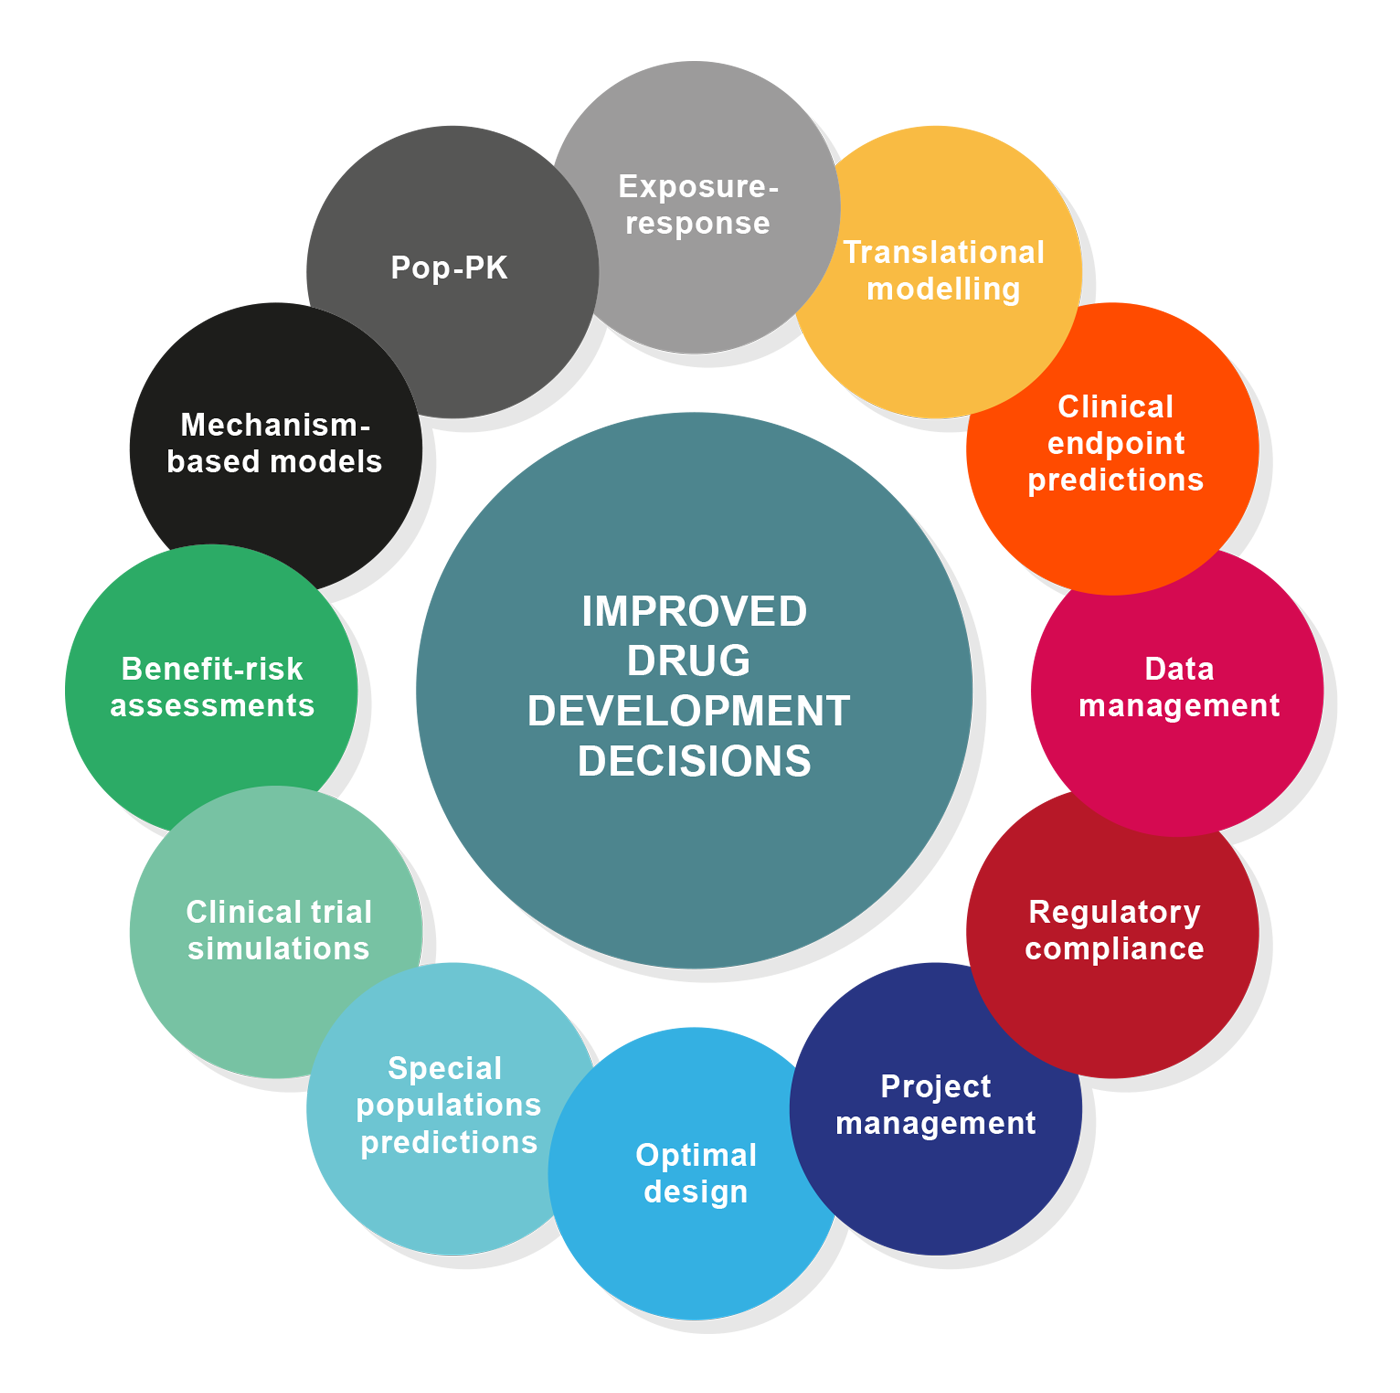 Exposure-
response
Translational
modelling
Clinical
endpoint
predictions
Data
management
Regulatory
compliance
Project
management
Optimal
design
Special
populations
predictions
Clinical trial
simulations
Benefit-risk
assessments
Mechanism-
based models
Pop-PK
IMPROVED
DRUG
DEVELOPMENT
DECISIONS